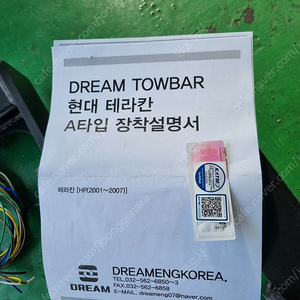 DREAM TOWBAR
현대 테라칸
A타입 장착설명서
테라칸 [HP(2001~2007)]
DREAM
DREAMENGKOREA.
TEL.032-562-6850~3
FAX.032-562-6858
E-MAIL. dreameng07@naver.com